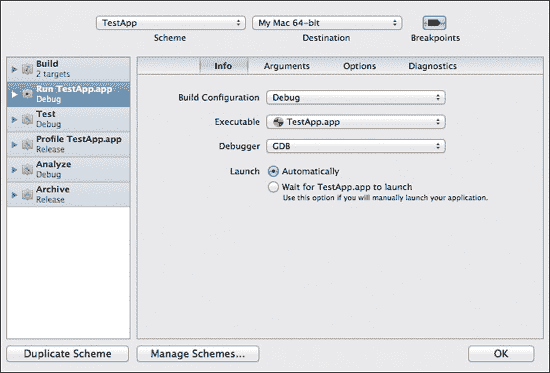 TestApp
My Mac 64-bit
Scheme
Destination
Breakpoints
Build
2 targets
Run TestApp.app
Debug
Test
Debug
Profile TestApp.app
Release
Analyze
Debug
Archive
Release
Info
Arguments
Options
Diagnostics
Build Configuration
Debug
Executable
TestApp.app
Debugger
GDB
Launch
Automatically
Wait for TestApp.app to launch
Use this option if you will manually launch your application.
Duplicate Scheme
Manage Schemes...
OK